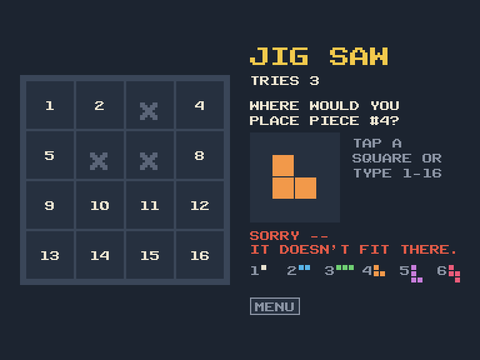 JIG SAW
TRIES 3
WHERE WOULD YOU
PLACE PIECE #4?
TAP A
SQUARE OR
TYPE 1-16
1 2 X 4
5 X X 8
9 10 11 12
13 14 15 16
SORRY --
IT DOESN'T FIT THERE.
1 2 3 4 5 6
MENU